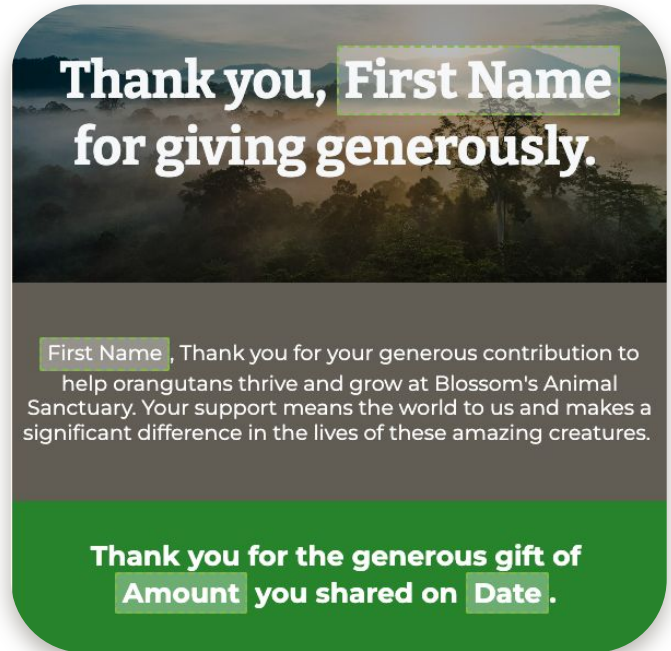 Thank you, First Name
for giving generously.
First Name, Thank you for your generous contribution to
help orangutans thrive and grow at Blossom's Animal
Sanctuary. Your support means the world to us and makes a
significant difference in the lives of these amazing creatures.
Thank you for the generous gift of
Amount you shared on Date.